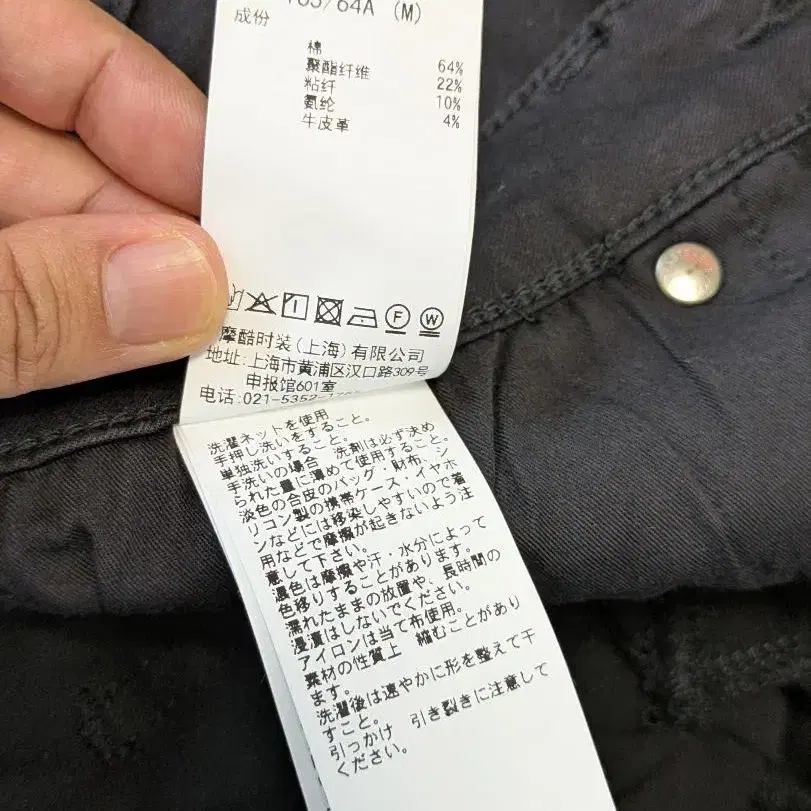 165/64A (M)
成份
棉
聚酯纤维 64%
粘纤 22%
氨纶 10%
牛皮革 4%
F W
摩酷时装(上海)有限公司
地址:上海市黄浦区汉口路309号
申报馆601室
电话:021-5352-
洗濯ネットを使用
手押し洗いをすること。
単独洗いすること。
手洗いの場合 洗剤は必ず決め
られた量に薄めて使用すること。
淡色の合皮のバッグ・財布・シ
リコン製の携帯ケース・イヤホ
ンなどには移染しやすいので着
用などで摩擦が起きないよう注
意して下さい。
濃色は摩擦や汗・水分によって
色移りすることがあります。
濡れたままの放置や、長時間の
浸漬はしないでください。
アイロンは当て布使用。
素材の性質上 縮むことがあり
ます。
洗濯後は速やかに形を整えて干
すこと。
引っかけ 引き裂きに注意して
ください。